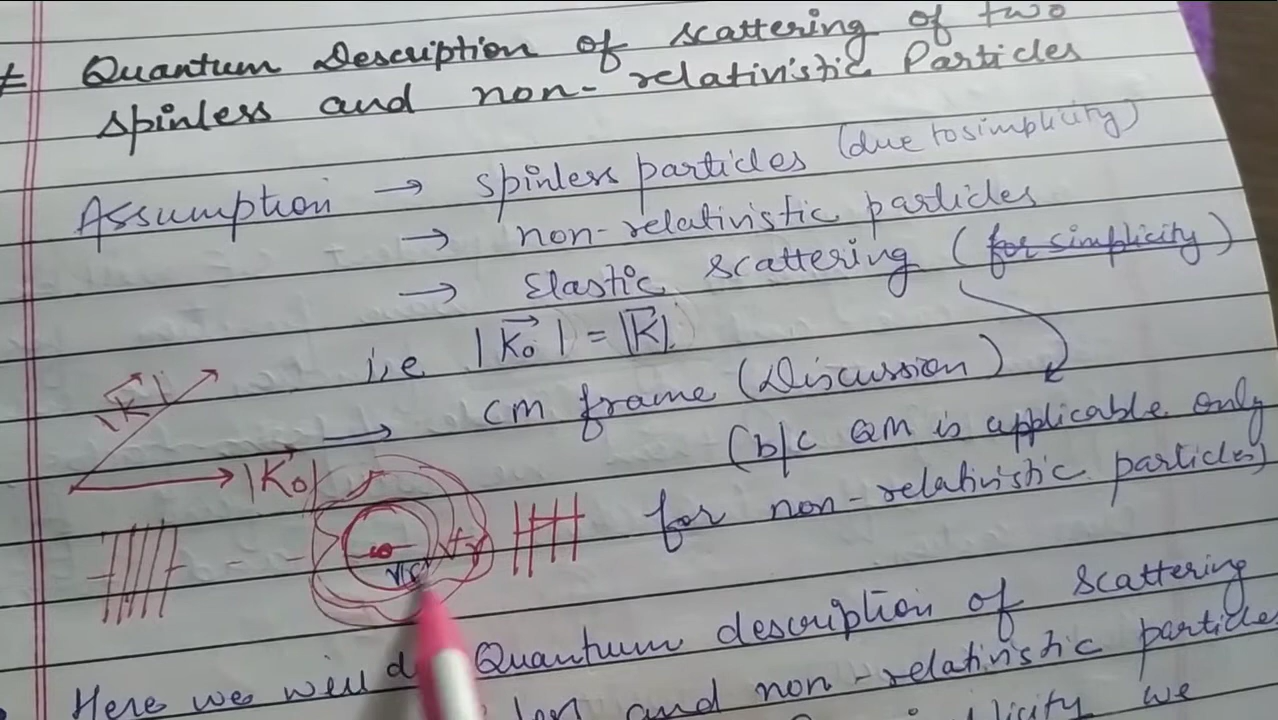 ≠ Quantum Description of scattering of two
spinless and non-relativistic Particles
Assumption → spinless particles (due to simplicity)
→ non-relativistic particles
→ Elastic scattering (for simplicity)
i.e |K₀| = |K|
→ CM frame (Discussion)
(b/c QM is applicable only
for non-relativistic particles)
|K|
|K₀|
Here we will Quantum description of scattering
and non-relativistic particle
we